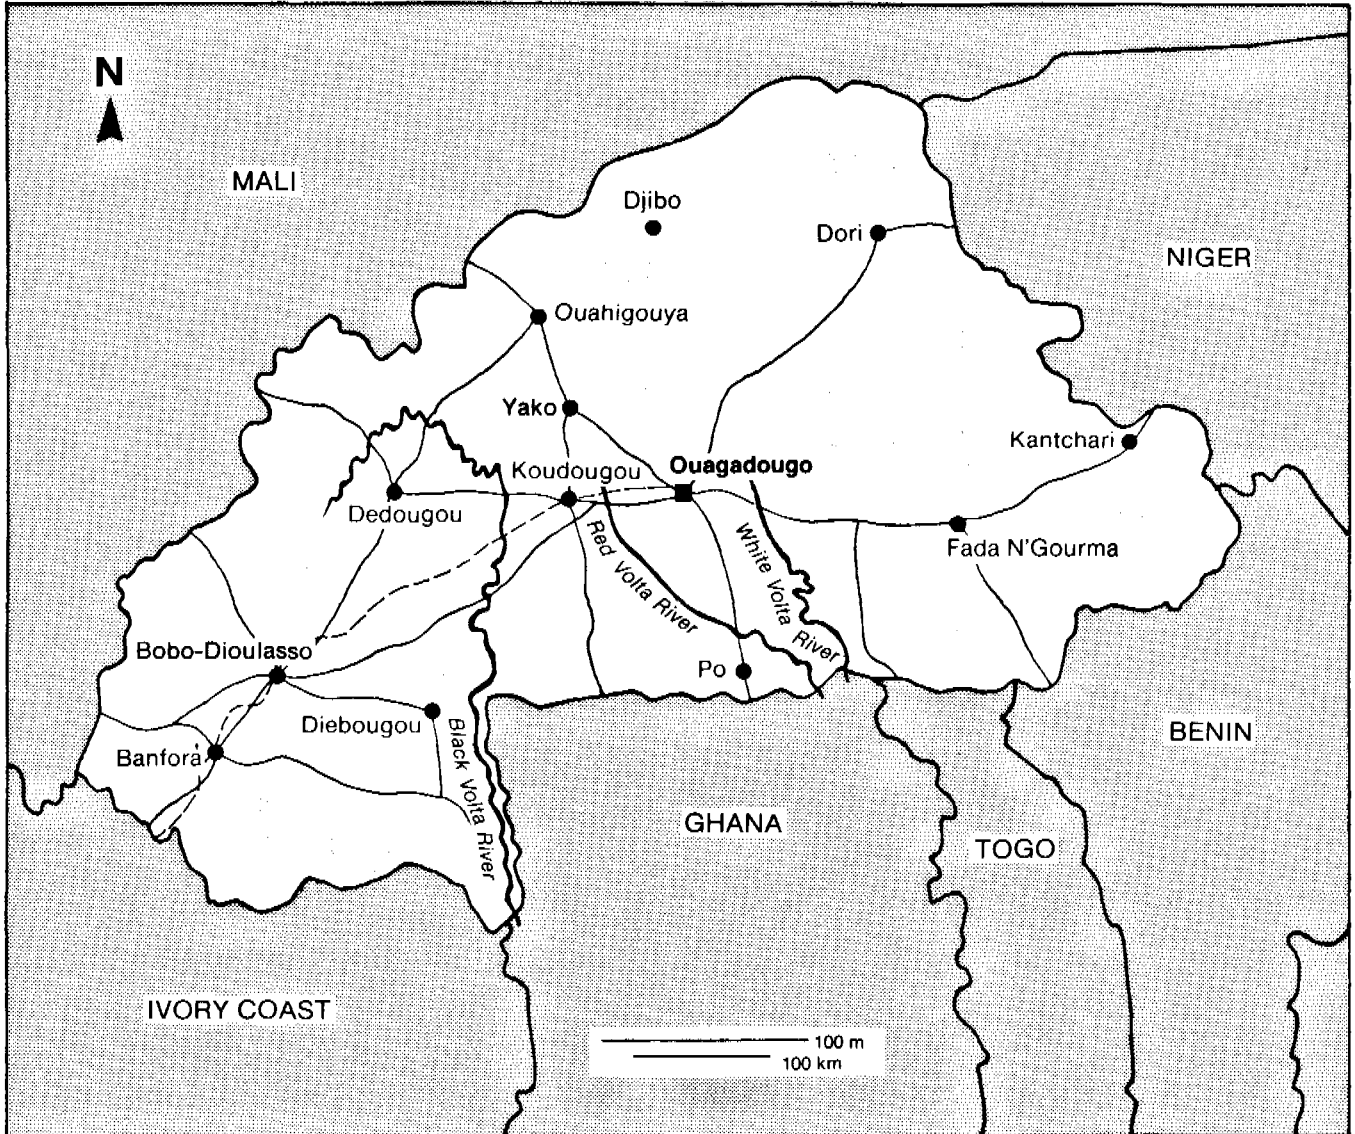 N
MALI
Djibo
Dori
NIGER
Ouahigouya
Yako
Kantchari
Koudougou
Ouagadougo
Dedougou
Fada N'Gourma
Red Volta River
White Volta River
Bobo-Dioulasso
Po
Diebougou
Black Volta River
Banfora
BENIN
GHANA
TOGO
IVORY COAST
100 m
100 km